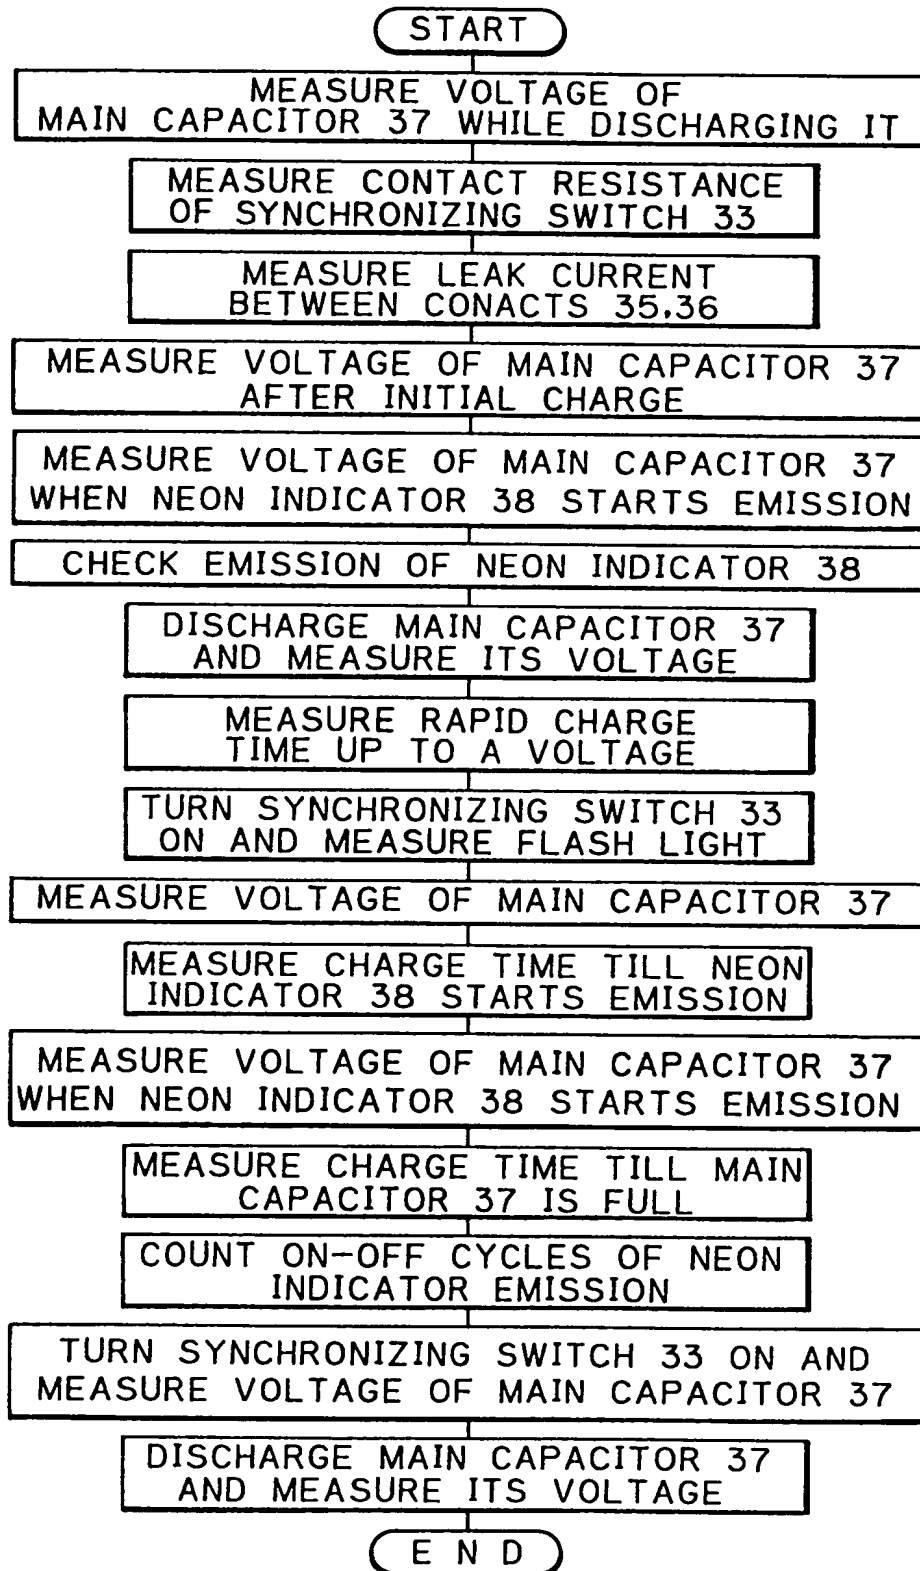 START
MEASURE VOLTAGE OF
MAIN CAPACITOR 37 WHILE DISCHARGING IT
MEASURE CONTACT RESISTANCE
OF SYNCHRONIZING SWITCH 33
MEASURE LEAK CURRENT
BETWEEN CONACTS 35.36
MEASURE VOLTAGE OF MAIN CAPACITOR 37
AFTER INITIAL CHARGE
MEASURE VOLTAGE OF MAIN CAPACITOR 37
WHEN NEON INDICATOR 38 STARTS EMISSION
CHECK EMISSION OF NEON INDICATOR 38
DISCHARGE MAIN CAPACITOR 37
AND MEASURE ITS VOLTAGE
MEASURE RAPID CHARGE
TIME UP TO A VOLTAGE
TURN SYNCHRONIZING SWITCH 33
ON AND MEASURE FLASH LIGHT
MEASURE VOLTAGE OF MAIN CAPACITOR 37
MEASURE CHARGE TIME TILL NEON
INDICATOR 38 STARTS EMISSION
MEASURE VOLTAGE OF MAIN CAPACITOR 37
WHEN NEON INDICATOR 38 STARTS EMISSION
MEASURE CHARGE TIME TILL MAIN
CAPACITOR 37 IS FULL
COUNT ON-OFF CYCLES OF NEON
INDICATOR EMISSION
TURN SYNCHRONIZING SWITCH 33 ON AND
MEASURE VOLTAGE OF MAIN CAPACITOR 37
DISCHARGE MAIN CAPACITOR 37
AND MEASURE ITS VOLTAGE
E N D